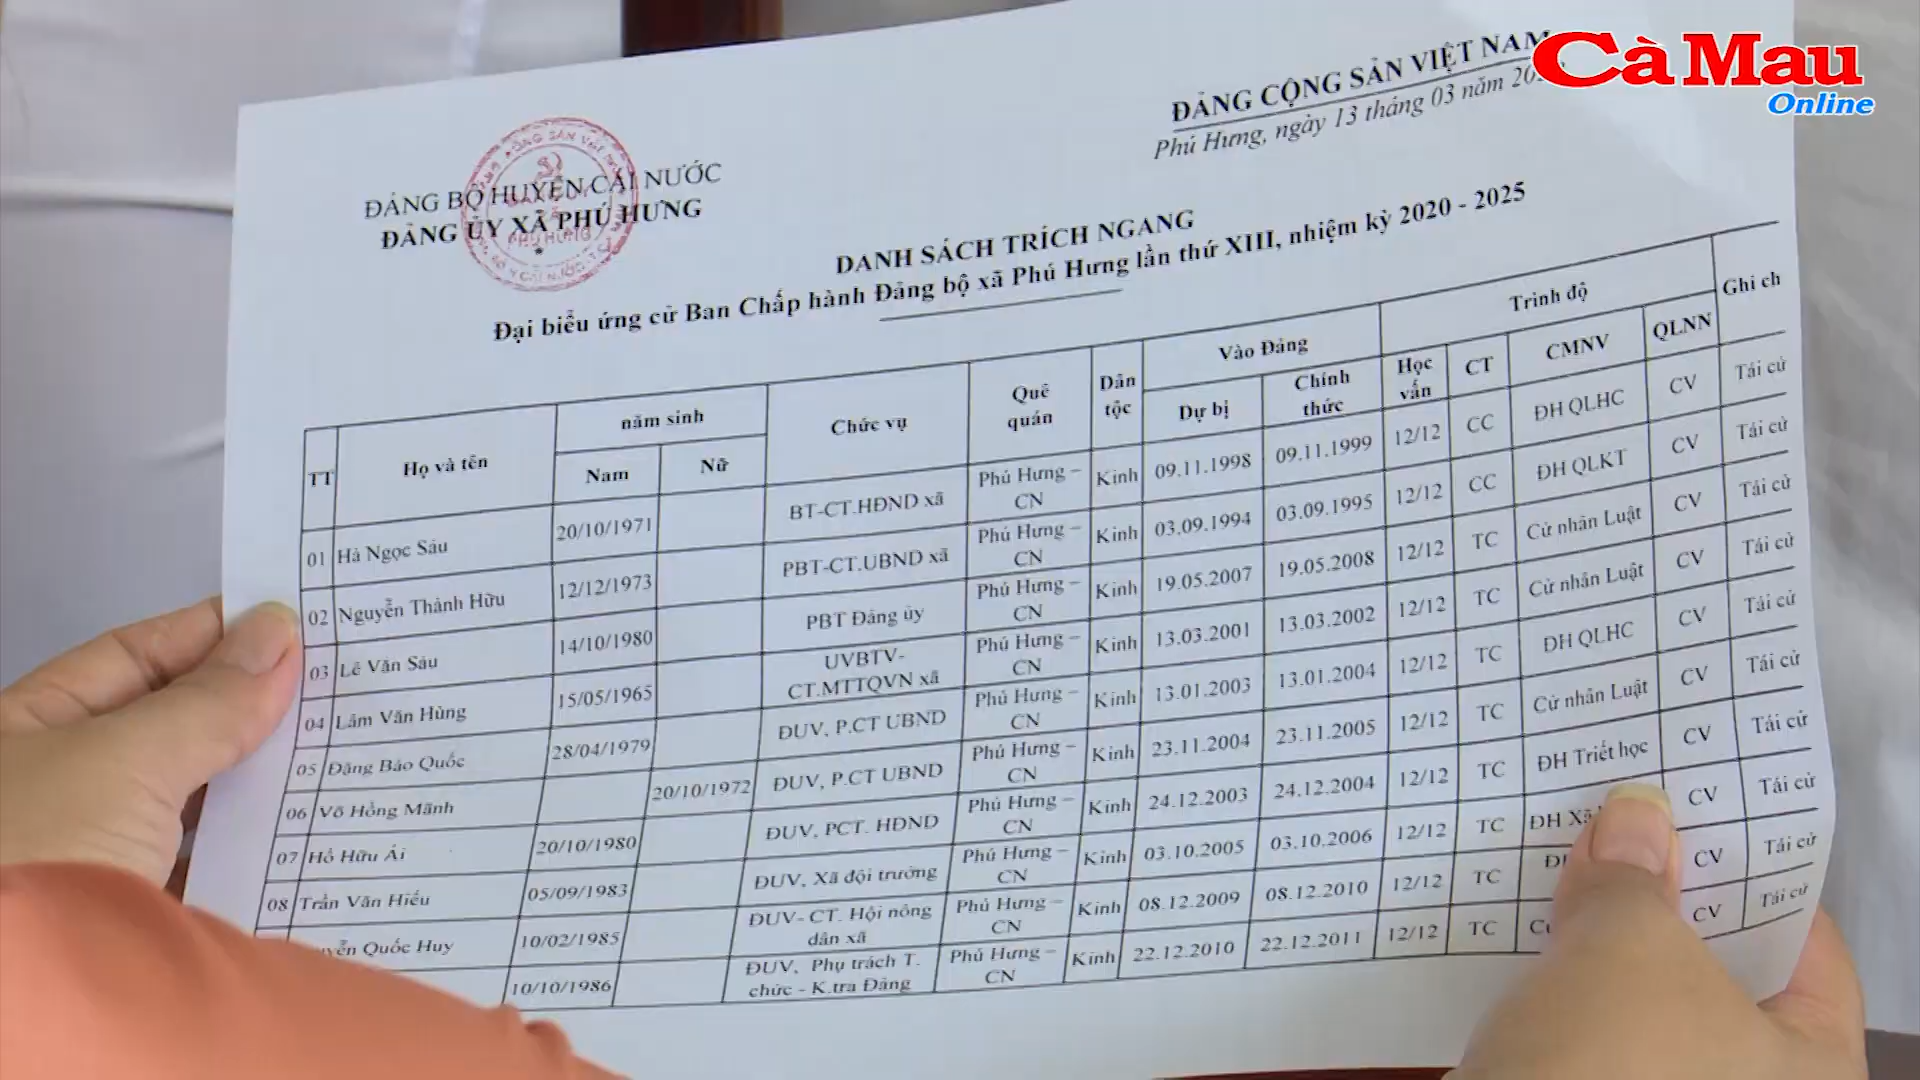 Cà Mau
Online
ĐẢNG CỘNG SẢN VIỆT NAM
Phú Hưng, ngày 13 tháng 03 năm
ĐẢNG BỘ HUYỆN CÁI NƯỚC
ĐẢNG ỦY XÃ PHÚ HƯNG
*
DANH SÁCH TRÍCH NGANG
Đại biểu ứng cử Ban Chấp hành Đảng bộ xã Phú Hưng lần thứ XIII, nhiệm kỳ 2020 - 2025
TT Họ và tên năm sinh Chức vụ Quê quán Dân tộc Vào Đảng Trình độ Ghi ch
Nam Nữ Dự bị Chính thức Học vấn CT CMNV QLNN
01 Hà Ngọc Sáu 20/10/1971 BT-CT.HĐND xã Phú Hưng – CN Kinh 09.11.1998 09.11.1999 12/12 CC ĐH QLHC CV Tái cử
02 Nguyễn Thành Hữu 12/12/1973 PBT-CT.UBND xã Phú Hưng – CN Kinh 03.09.1994 03.09.1995 12/12 CC ĐH QLKT CV Tái cử
03 Lê Văn Sáu 14/10/1980 PBT Đảng ủy Phú Hưng – CN Kinh 19.05.2007 19.05.2008 12/12 TC Cử nhân Luật CV Tái cử
04 Lâm Văn Hùng 15/05/1965 UVBTV-CT.MTTQVN xã Phú Hưng – CN Kinh 13.03.2001 13.03.2002 12/12 TC Cử nhân Luật CV Tái cử
05 Đặng Bảo Quốc 28/04/1979 ĐUV, P.CT UBND Phú Hưng – CN Kinh 13.01.2003 13.01.2004 12/12 TC ĐH QLHC CV Tái cử
06 Võ Hồng Mãnh 20/10/1972 ĐUV, P.CT UBND Phú Hưng – CN Kinh 23.11.2004 23.11.2005 12/12 TC Cử nhân Luật CV Tái cử
07 Hồ Hữu Ái 20/10/1980 ĐUV, PCT. HĐND Phú Hưng – CN Kinh 24.12.2003 24.12.2004 12/12 TC ĐH Triết học CV Tái cử
08 Trần Văn Hiếu 05/09/1983 ĐUV, Xã đội trưởng Phú Hưng – CN Kinh 03.10.2005 03.10.2006 12/12 TC ĐH CV Tái cử
Quốc Huy 10/02/1985 ĐUV- CT. Hội nông dân xã Phú Hưng – CN Kinh 08.12.2009 08.12.2010 12/12 TC CV Tái cử
10/10/1986 ĐUV, Phụ trách T. chức - K.tra Đảng Phú Hưng – CN Kinh 22.12.2010 22.12.2011 12/12 TC CV Tái cử